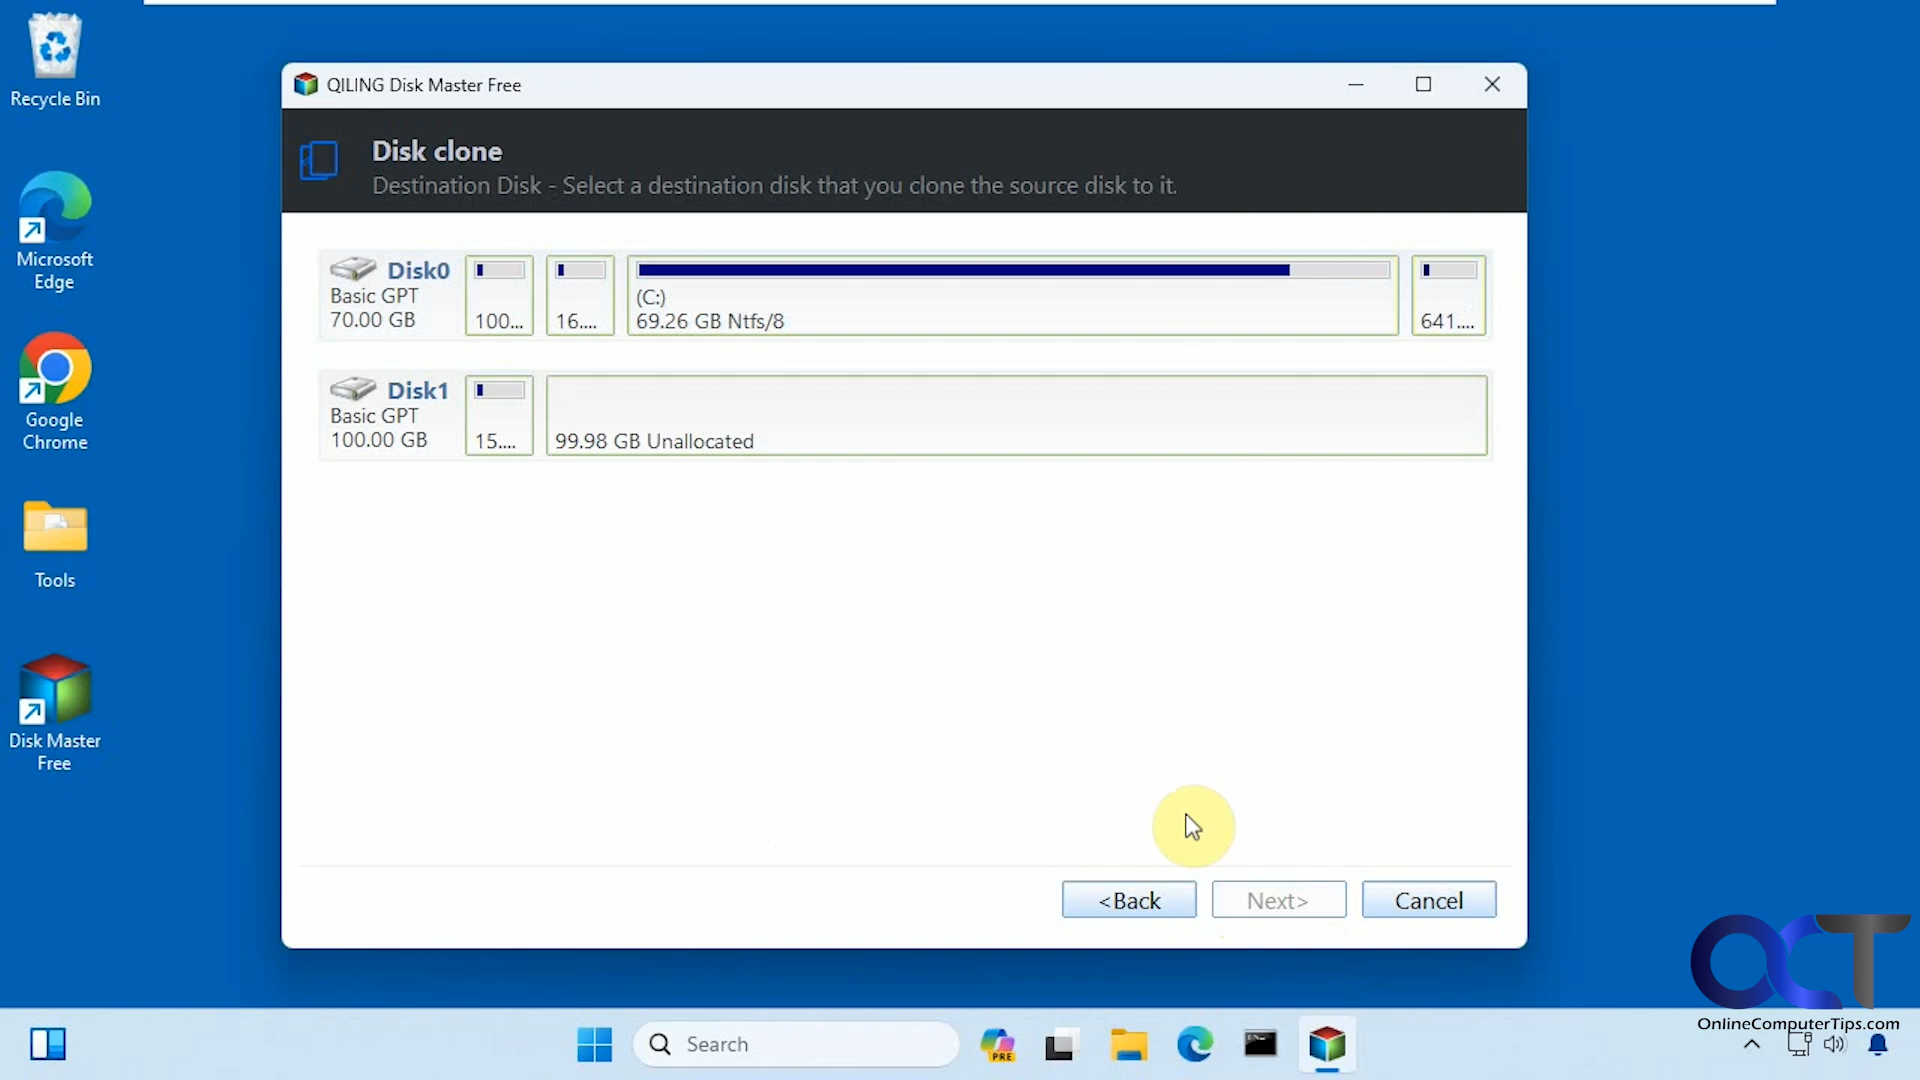 Recycle Bin
Microsoft
Edge
Google
Chrome
Tools
Disk Master
Free
QILING Disk Master Free
Disk clone
Destination Disk - Select a destination disk that you clone the source disk to it.
Disk0
Basic GPT
70.00 GB
100...
16....
(C:)
69.26 GB Ntfs/8
641....
Disk1
Basic GPT
100.00 GB
15....
99.98 GB Unallocated
<Back
Next>
Cancel
OCT
OnlineComputerTips.com
Search
PRE